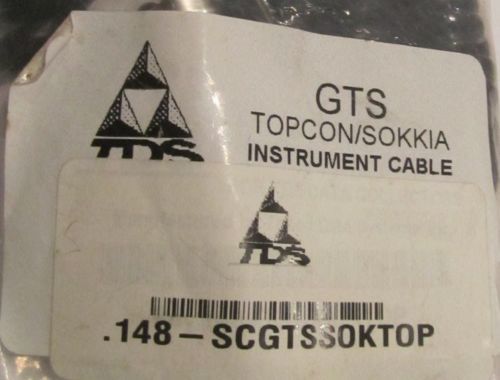 GTS
TOPCON/SOKKIA
INSTRUMENT CABLE
TDS
TDS
.148-SCGTSSOKTOP